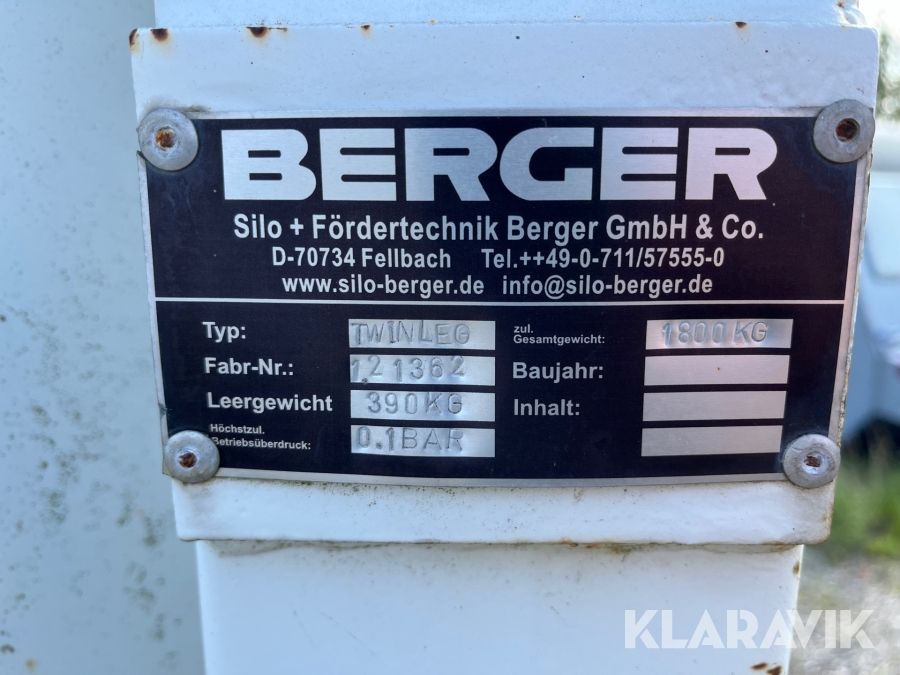 BERGER
Silo + Fördertechnik Berger GmbH & Co.
D-70734 Fellbach Tel.++49-0-711/57555-0
www.silo-berger.de info@silo-berger.de
Typ: TWINLEG zul. Gesamtgewicht: 1800KG
Fabr-Nr.: 121362 Baujahr:
Leergewicht 390KG Inhalt:
Höchstzul.
Betriebsüberdruck: 0.1BAR
KLARAVIK